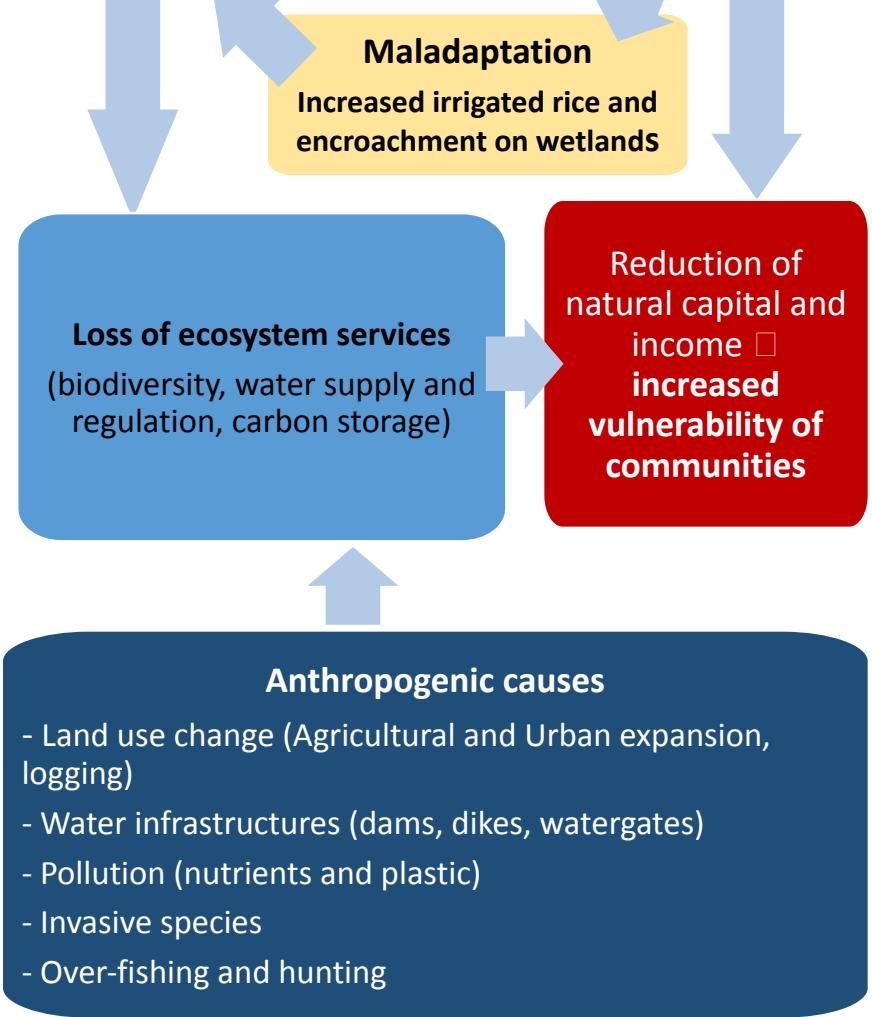 Maladaptation
Increased irrigated rice and
encroachment on wetlands
Loss of ecosystem services
(biodiversity, water supply and
regulation, carbon storage)
Reduction of
natural capital and
income □
increased
vulnerability of
communities
Anthropogenic causes
- Land use change (Agricultural and Urban expansion,
logging)
- Water infrastructures (dams, dikes, watergates)
- Pollution (nutrients and plastic)
- Invasive species
- Over-fishing and hunting